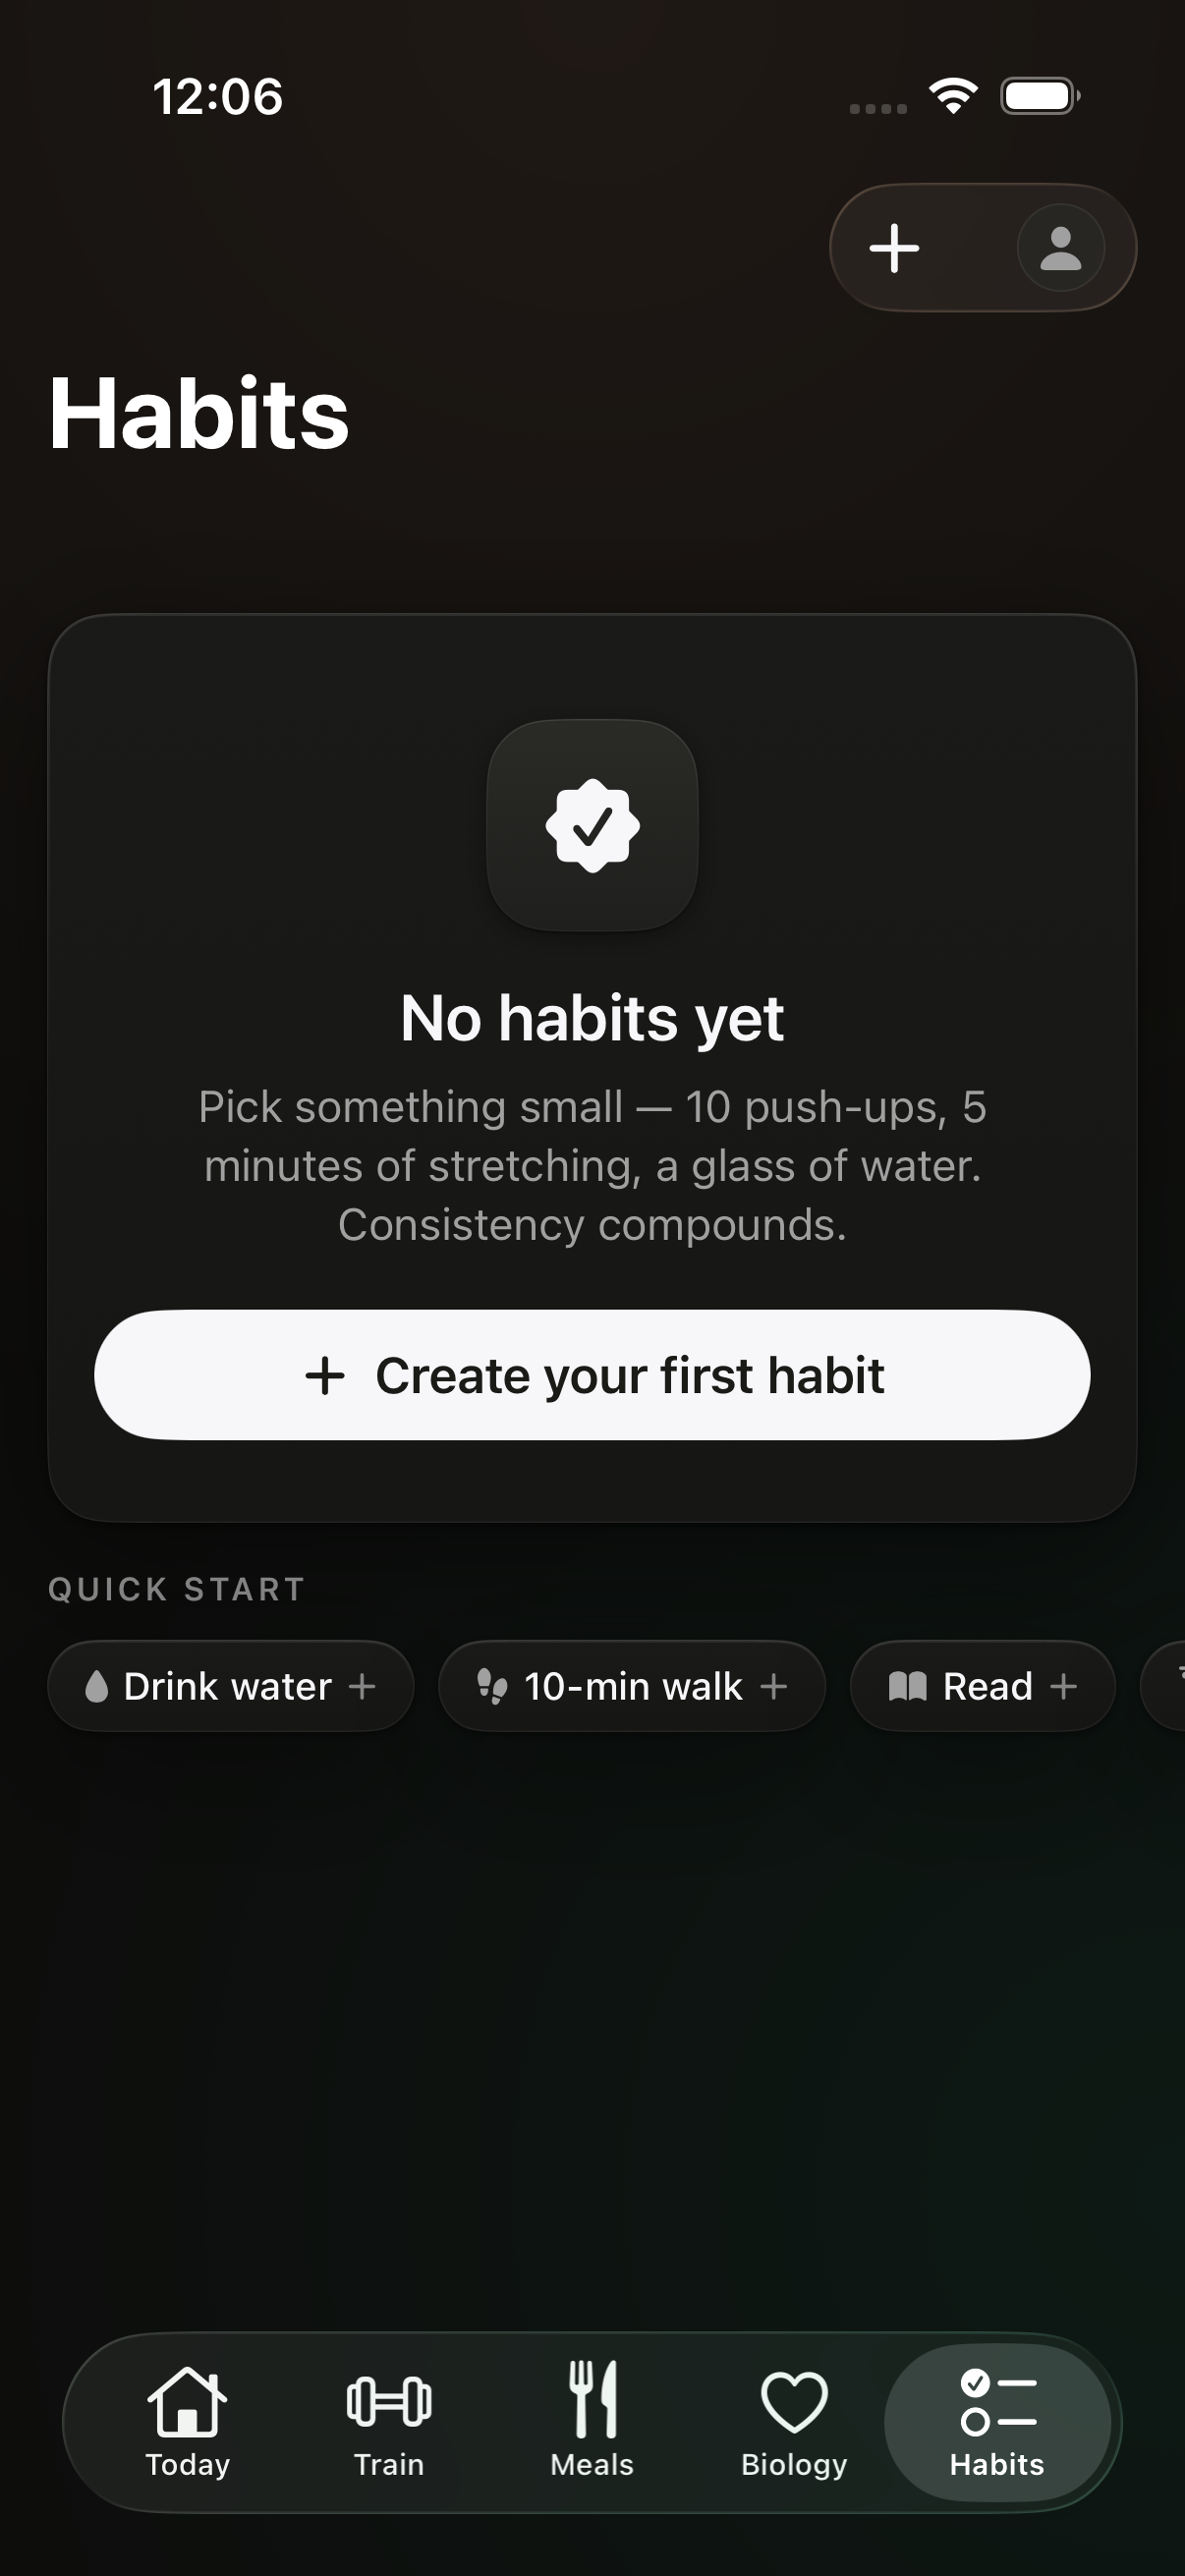 12:06
Habits
No habits yet
Pick something small — 10 push-ups, 5
minutes of stretching, a glass of water.
Consistency compounds.
Create your first habit
QUICK START
Drink water
10-min walk
Read
Today
Train
Meals
Biology
Habits